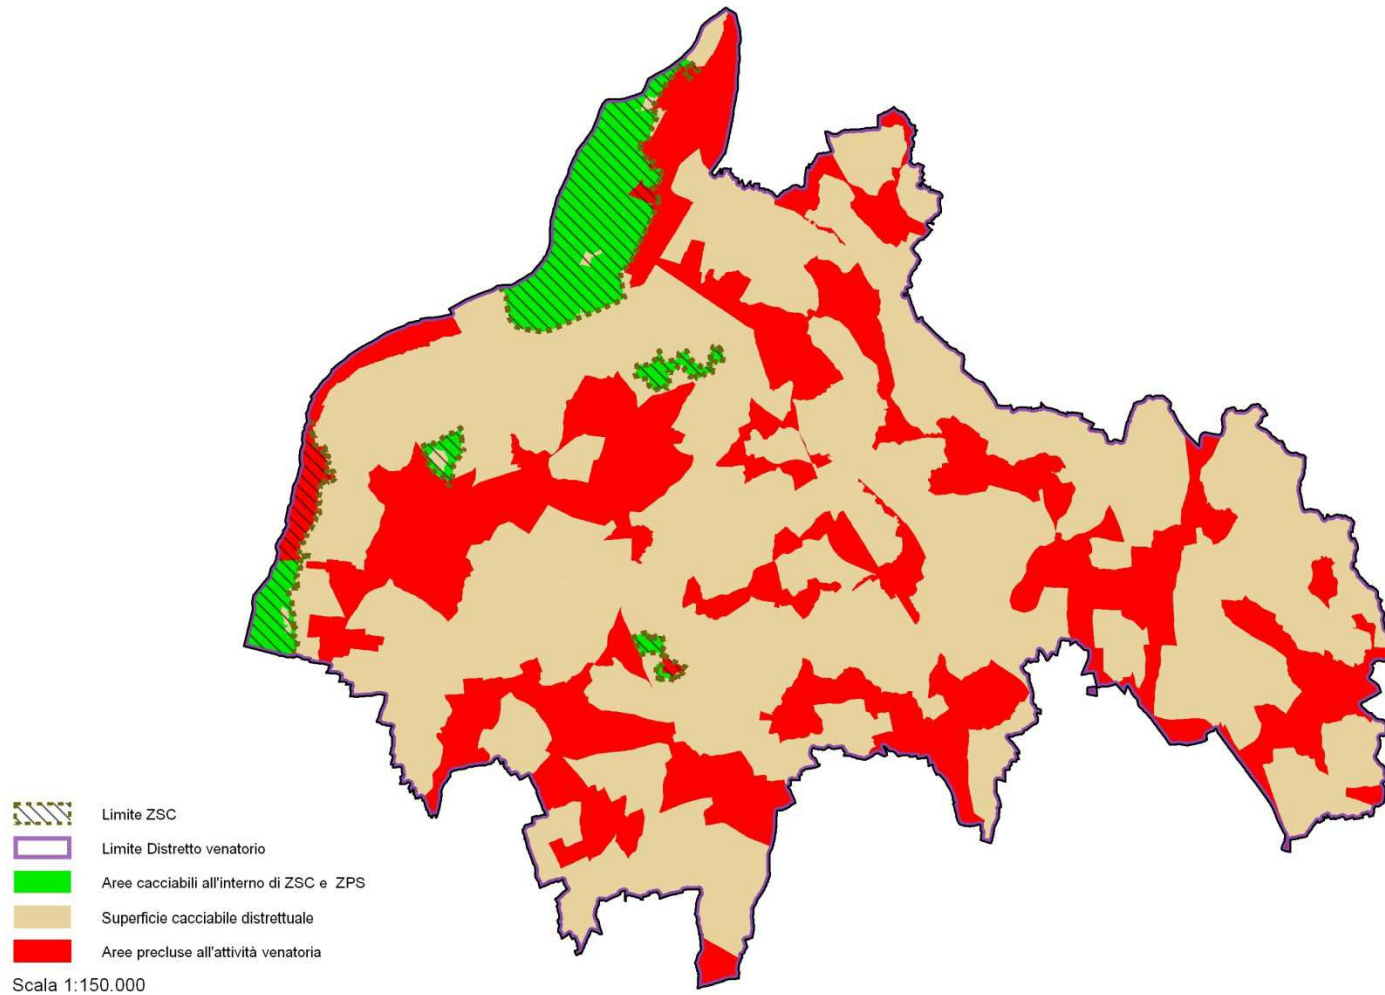 Limite ZSC
Limite Distretto venatorio
Aree cacciabili all'interno di ZSC e ZPS
Superficie cacciabile distrettuale
Aree precluse all'attività venatoria
Scala 1:150.000